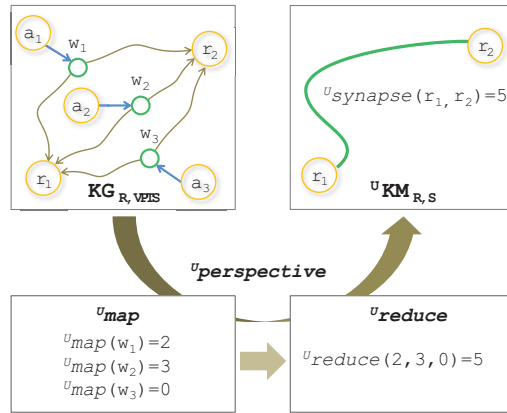 a1
w1
r2
w2
a2
w3
r1
a3
KG R,VPIS
r2
Usynapse(r1,r2)=5
r1
UKM R,S
Uperspective
Umap
Umap(w1)=2
Umap(w2)=3
Umap(w3)=0
Ureduce
Ureduce(2,3,0)=5